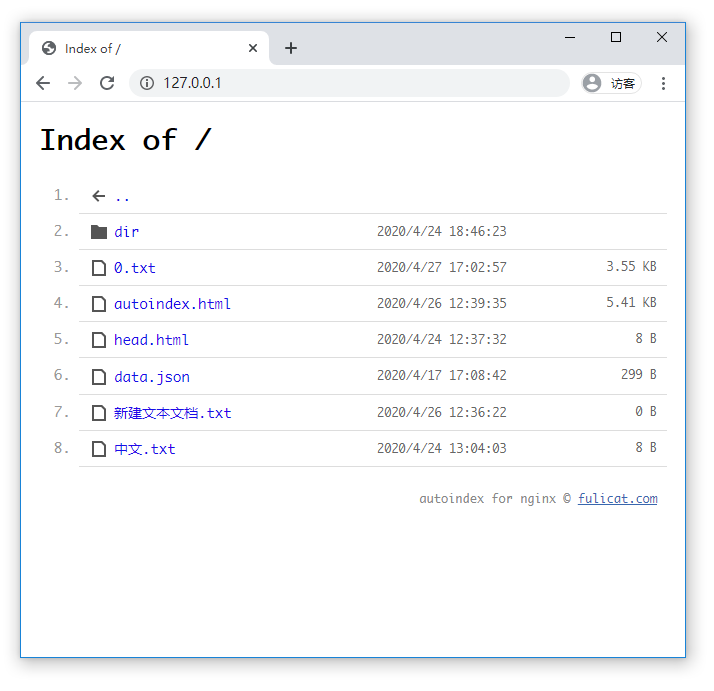 Index of /
127.0.0.1
访客
Index of /
1. ..
2. dir 2020/4/24 18:46:23
3. 0.txt 2020/4/27 17:02:57 3.55 KB
4. autoindex.html 2020/4/26 12:39:35 5.41 KB
5. head.html 2020/4/24 12:37:32 8 B
6. data.json 2020/4/17 17:08:42 299 B
7. 新建文本文档.txt 2020/4/26 12:36:22 0 B
8. 中文.txt 2020/4/24 13:04:03 8 B
autoindex for nginx © fulicat.com